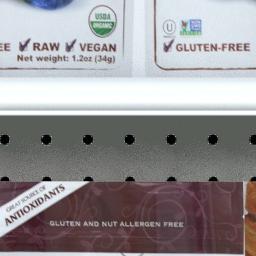 USDA
ORGANIC
EE ✓ RAW ✓ VEGAN
Net weight: 1.2oz (34g)
U
✓ GLUTEN-FREE
GREAT SOURCE OF
ANTIOXIDANTS
GLUTEN AND NUT ALLERGEN FREE